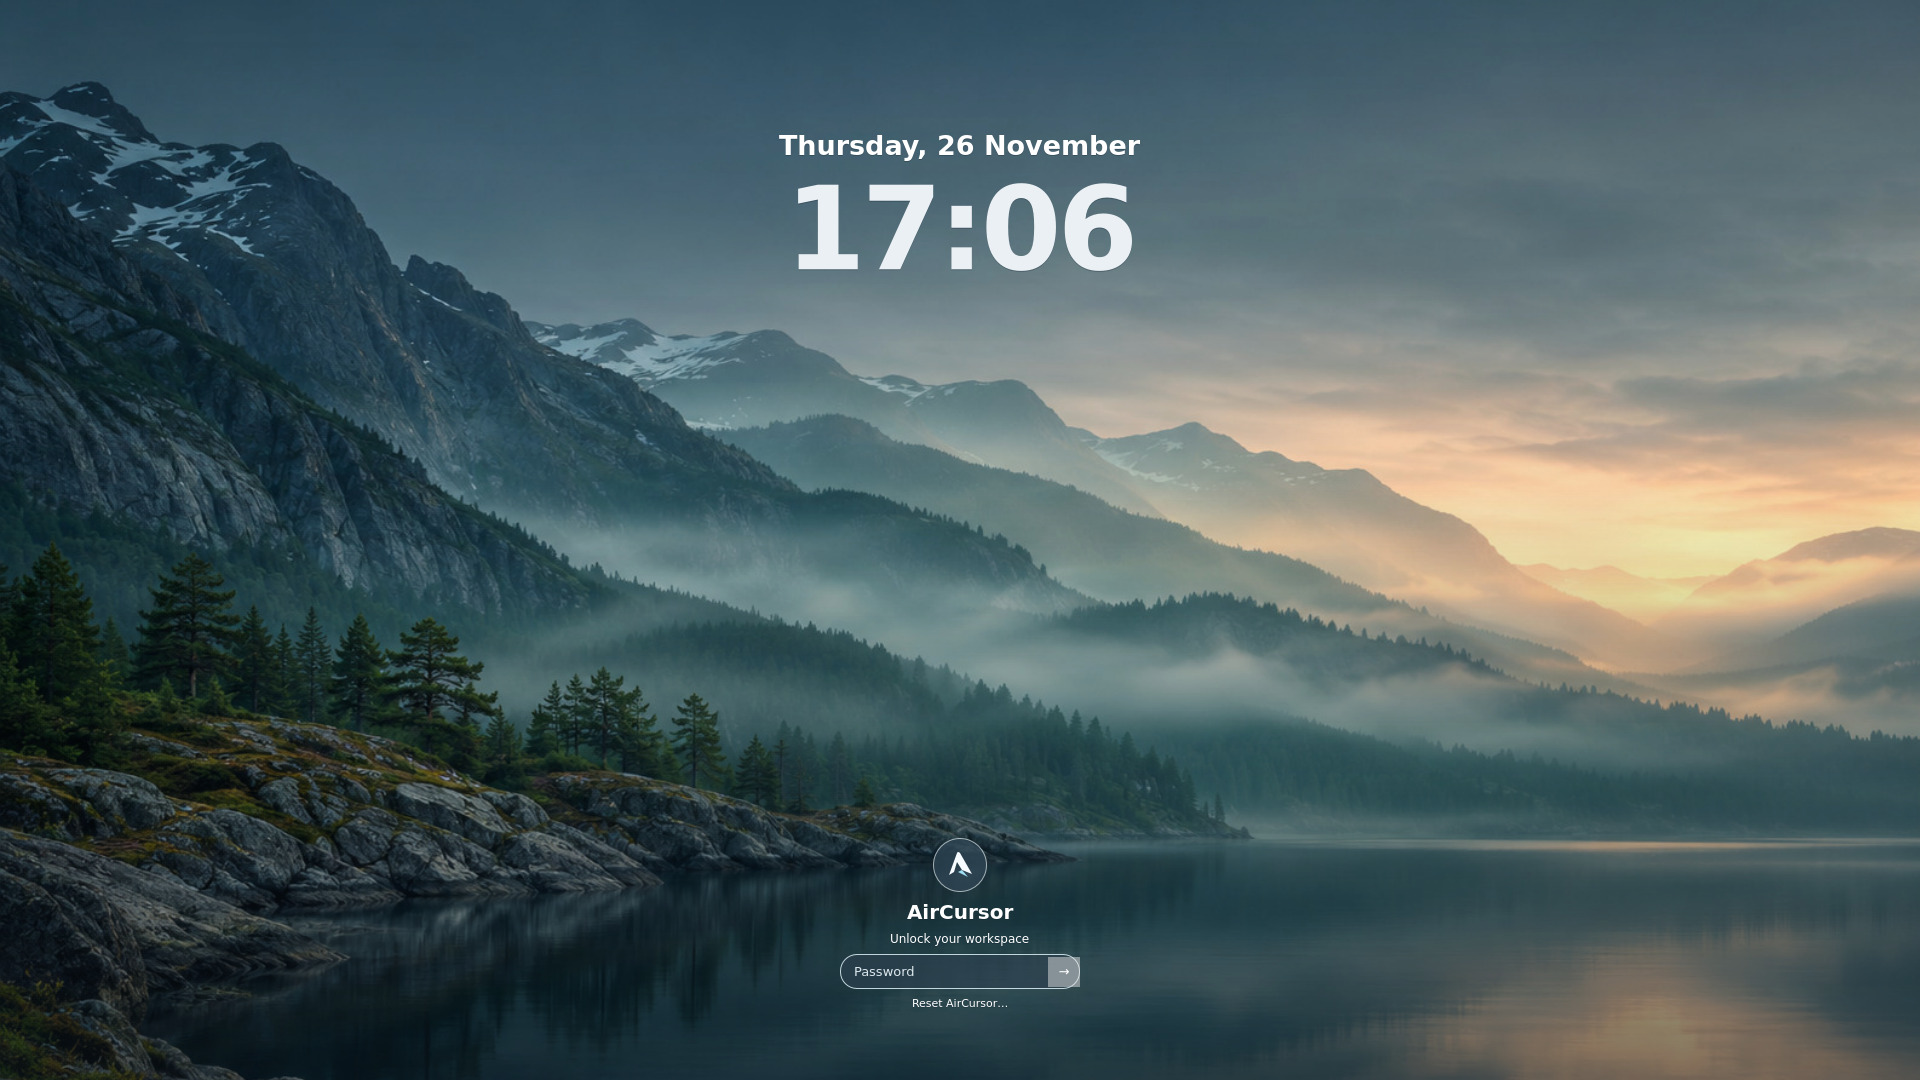 Thursday, 26 November
17:06
AirCursor
Unlock your workspace
Password →
Reset AirCursor...